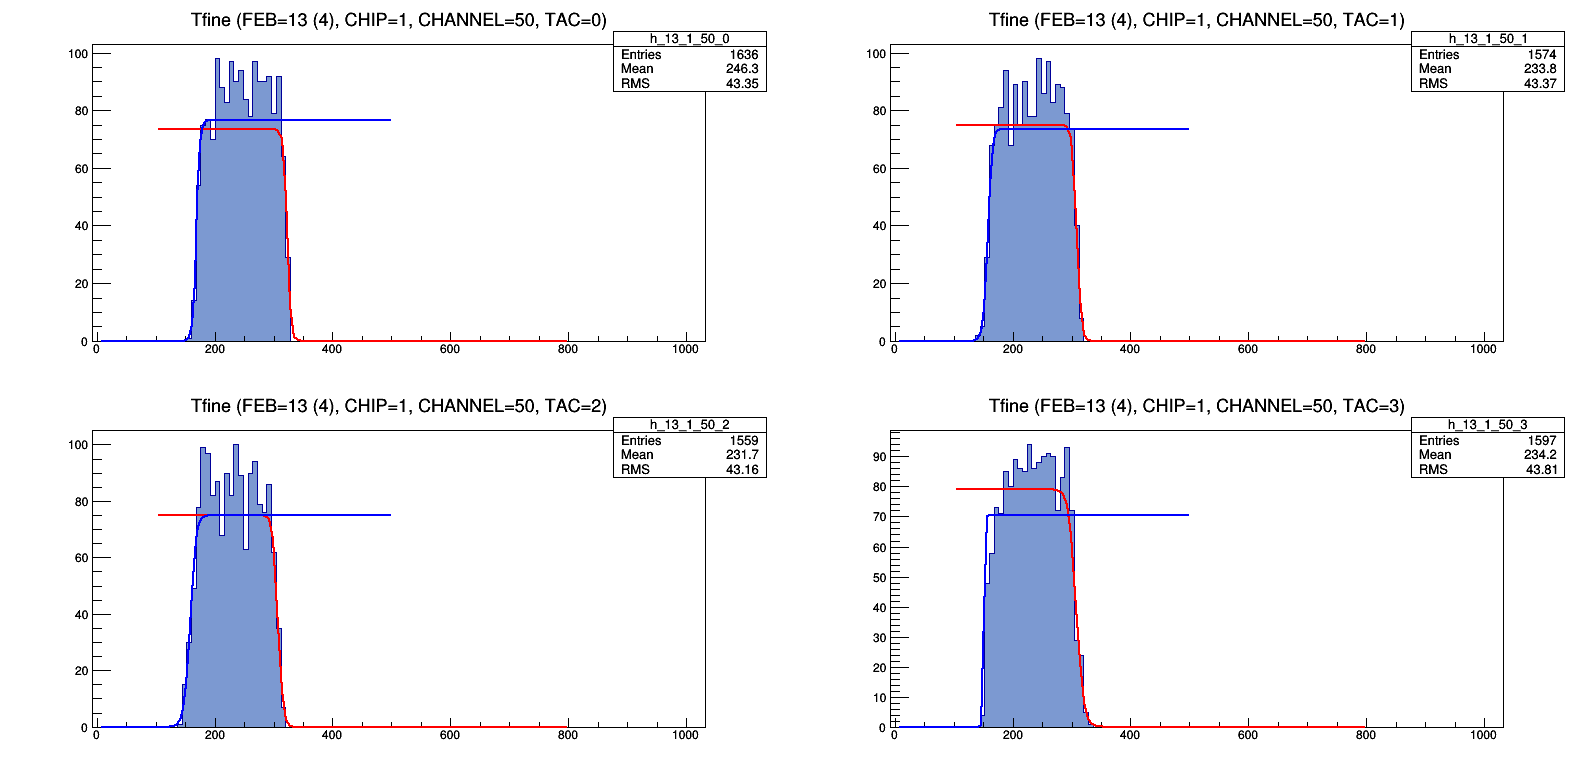 Tfine (FEB=13 (4), CHIP=1, CHANNEL=50, TAC=0)
h_13_1_50_0
Entries 1636
Mean 246.3
RMS 43.35
100
80
60
40
20
0
0 200 400 600 800 1000
Tfine (FEB=13 (4), CHIP=1, CHANNEL=50, TAC=1)
h_13_1_50_1
Entries 1574
Mean 233.8
RMS 43.37
100
80
60
40
20
0
0 200 400 600 800 1000
Tfine (FEB=13 (4), CHIP=1, CHANNEL=50, TAC=2)
h_13_1_50_2
Entries 1559
Mean 231.7
RMS 43.16
100
80
60
40
20
0
0 200 400 600 800 1000
Tfine (FEB=13 (4), CHIP=1, CHANNEL=50, TAC=3)
h_13_1_50_3
Entries 1597
Mean 234.2
RMS 43.81
90
80
70
60
50
40
30
20
10
0
0 200 400 600 800 1000